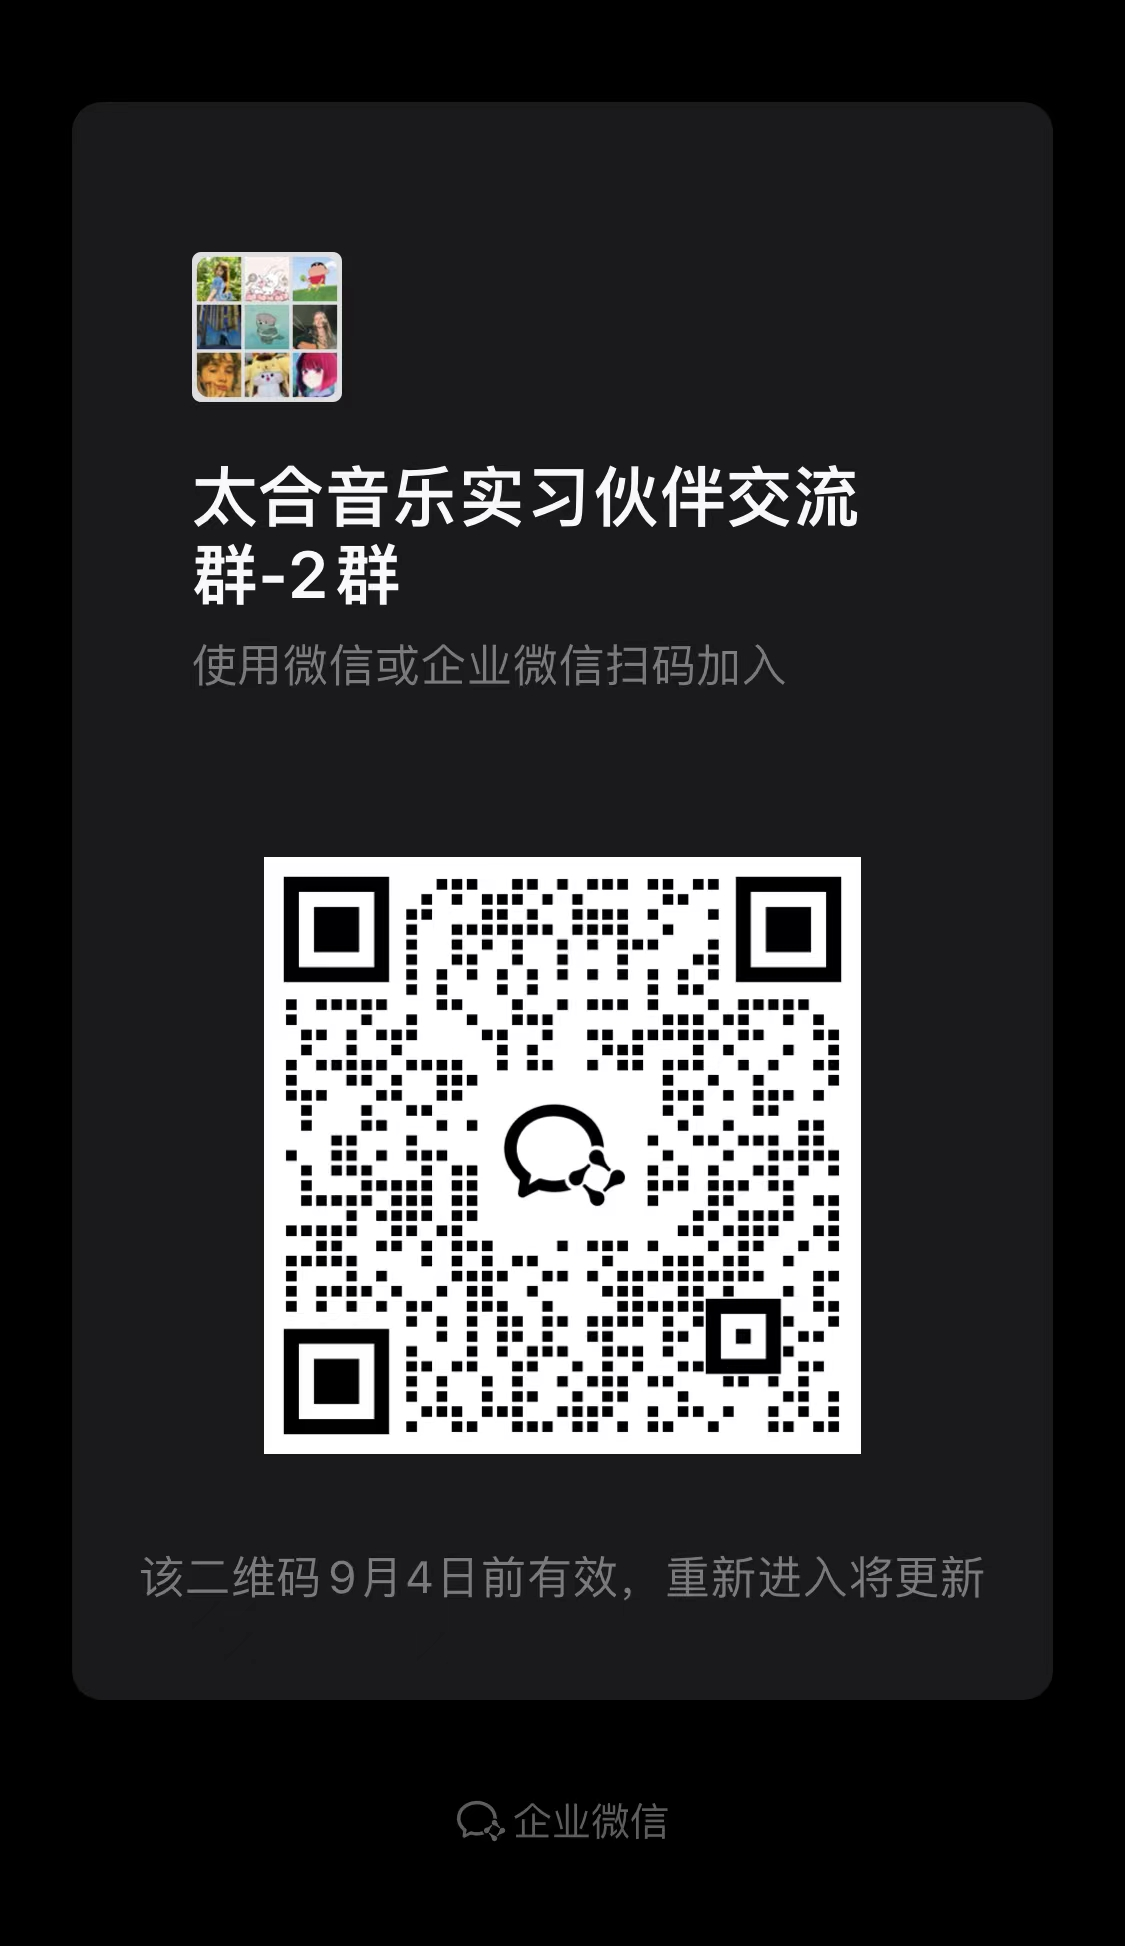 太合音乐实习伙伴交流
群-2群
使用微信或企业微信扫码加入
该二维码9月4日前有效，重新进入将更新
企业微信